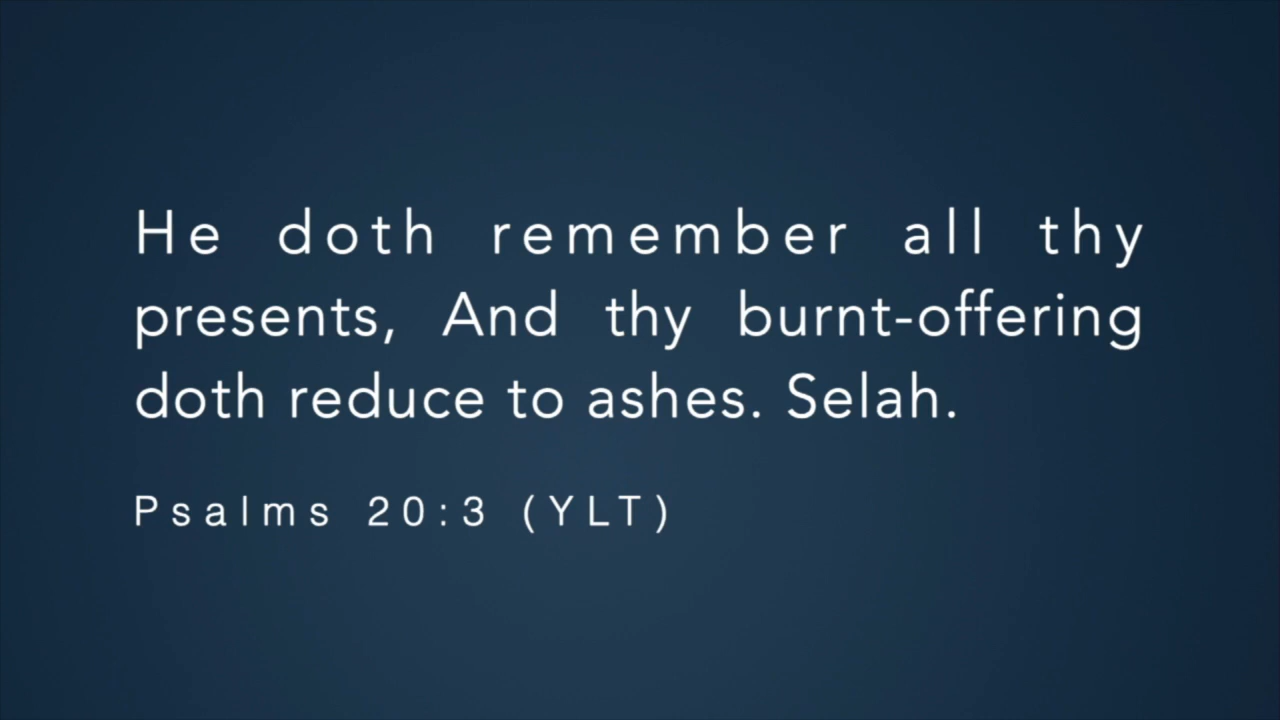 He doth remember all thy
presents, And thy burnt-offering
doth reduce to ashes. Selah.
Psalms 20:3 (YLT)